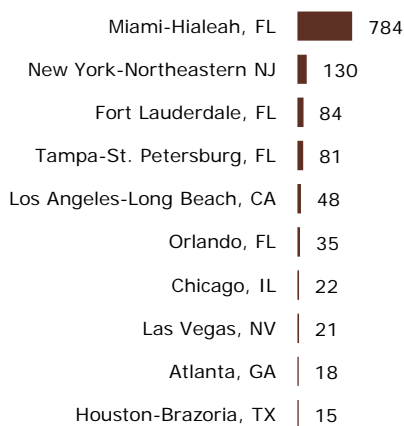 Miami-Hialeah, FL 784
New York-Northeastern NJ 130
Fort Lauderdale, FL 84
Tampa-St. Petersburg, FL 81
Los Angeles-Long Beach, CA 48
Orlando, FL 35
Chicago, IL 22
Las Vegas, NV 21
Atlanta, GA 18
Houston-Brazoria, TX 15